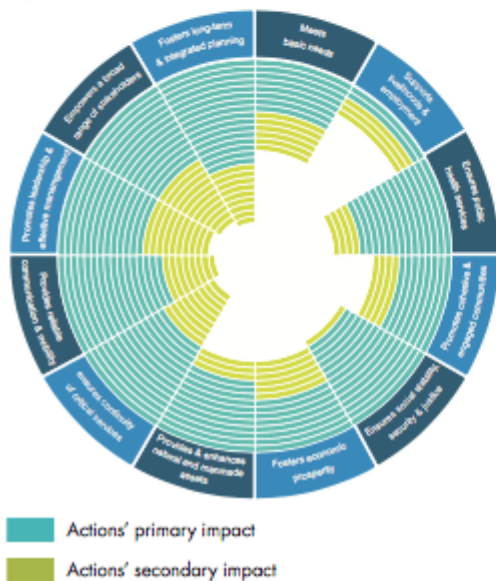 Meets
basic needs
Supports
livelihoods &
employment
Ensures public
health services
Promotes cohesive &
engaged communities
Ensures social stability,
security & justice
Fosters economic
prosperity
Provides & enhances
natural and manmade
assets
Ensures continuity
of critical services
Provides reliable
communication & mobility
Promotes leadership &
effective management
Empowers a broad
range of stakeholders
Fosters long-term
& integrated planning
Actions' primary impact
Actions' secondary impact